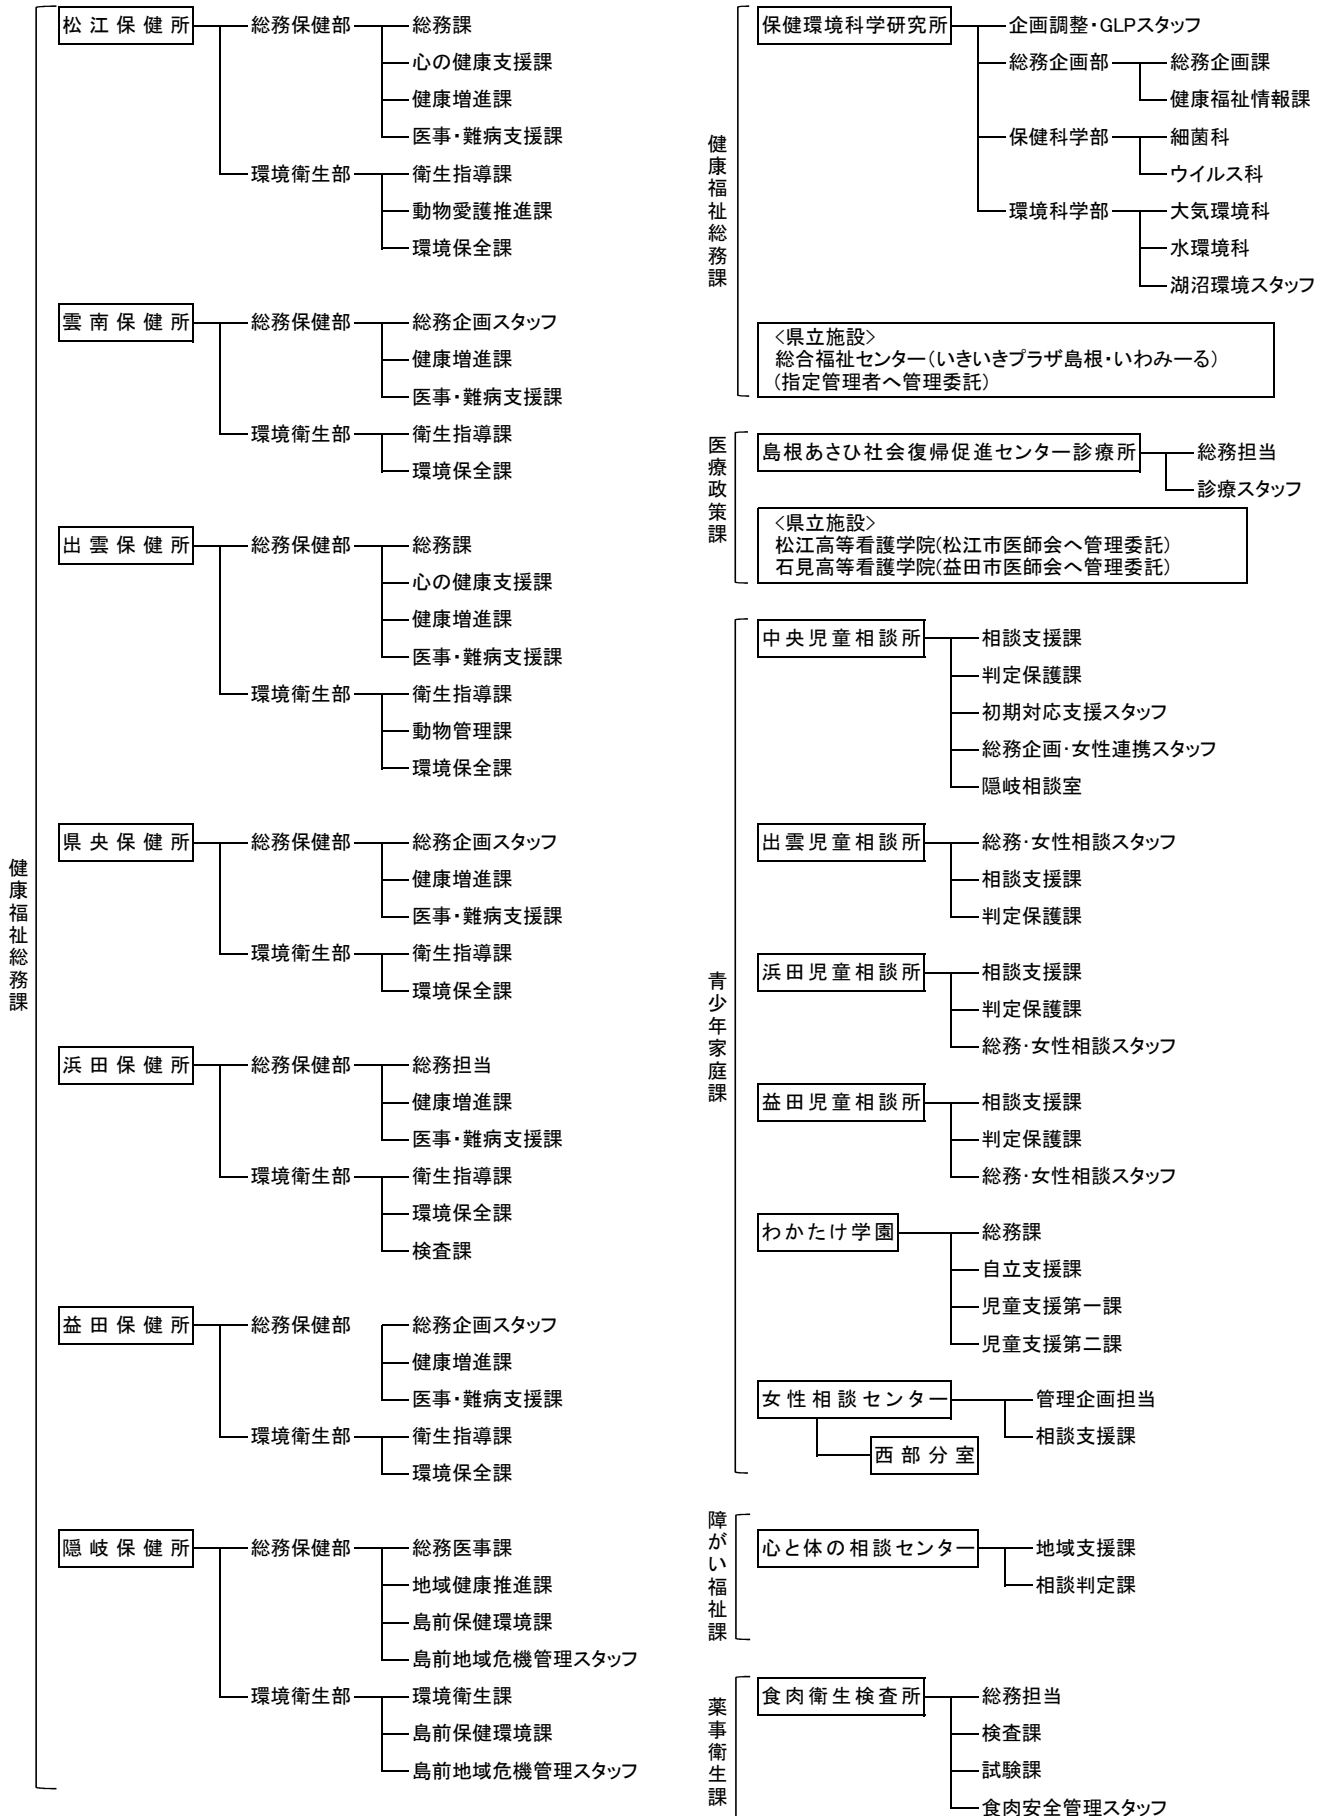 健康福祉総務課
松江保健所
総務保健部
総務課
心の健康支援課
健康増進課
医事・難病支援課
環境衛生部
衛生指導課
動物愛護推進課
環境保全課
雲南保健所
総務保健部
総務企画スタッフ
健康増進課
医事・難病支援課
環境衛生部
衛生指導課
環境保全課
出雲保健所
総務保健部
総務課
心の健康支援課
健康増進課
医事・難病支援課
環境衛生部
衛生指導課
動物管理課
環境保全課
県央保健所
総務保健部
総務企画スタッフ
健康増進課
医事・難病支援課
環境衛生部
衛生指導課
環境保全課
浜田保健所
総務保健部
総務担当
健康増進課
医事・難病支援課
環境衛生部
衛生指導課
環境保全課
検査課
益田保健所
総務保健部
総務企画スタッフ
健康増進課
医事・難病支援課
環境衛生部
衛生指導課
環境保全課
隠岐保健所
総務保健部
総務医事課
地域健康推進課
島前保健環境課
島前地域危機管理スタッフ
環境衛生部
環境衛生課
島前保健環境課
島前地域危機管理スタッフ
健康福祉総務課
保健環境科学研究所
企画調整・GLPスタッフ
総務企画部
総務企画課
健康福祉情報課
保健科学部
細菌科
ウイルス科
環境科学部
大気環境科
水環境科
湖沼環境スタッフ
<県立施設>
総合福祉センター(いきいきプラザ島根・いわみーる)
(指定管理者へ管理委託)
医療政策課
島根あさひ社会復帰促進センター診療所
総務担当
診療スタッフ
<県立施設>
松江高等看護学院(松江市医師会へ管理委託)
石見高等看護学院(益田市医師会へ管理委託)
青少年家庭課
中央児童相談所
相談支援課
判定保護課
初期対応支援スタッフ
総務企画・女性連携スタッフ
隠岐相談室
出雲児童相談所
総務・女性相談スタッフ
相談支援課
判定保護課
浜田児童相談所
相談支援課
判定保護課
総務・女性相談スタッフ
益田児童相談所
相談支援課
判定保護課
総務・女性相談スタッフ
わかたけ学園
総務課
自立支援課
児童支援第一課
児童支援第二課
女性相談センター
管理企画担当
相談支援課
西部分室
障がい福祉課
心と体の相談センター
地域支援課
相談判定課
薬事衛生課
食肉衛生検査所
総務担当
検査課
試験課
食肉安全管理スタッフ